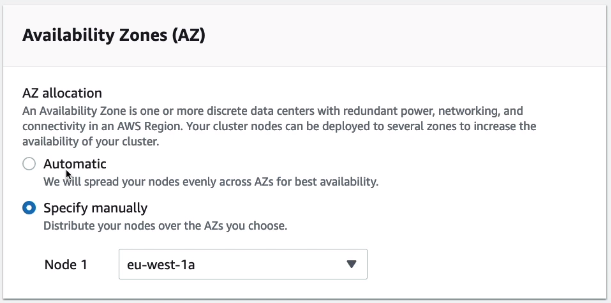 Availability Zones (AZ)
AZ allocation
An Availability Zone is one or more discrete data centers with redundant power, networking, and
connectivity in an AWS Region. Your cluster nodes can be deployed to several zones to increase the
availability of your cluster.
Automatic
We will spread your nodes evenly across AZs for best availability.
Specify manually
Distribute your nodes over the AZs you choose.
Node 1 eu-west-1a